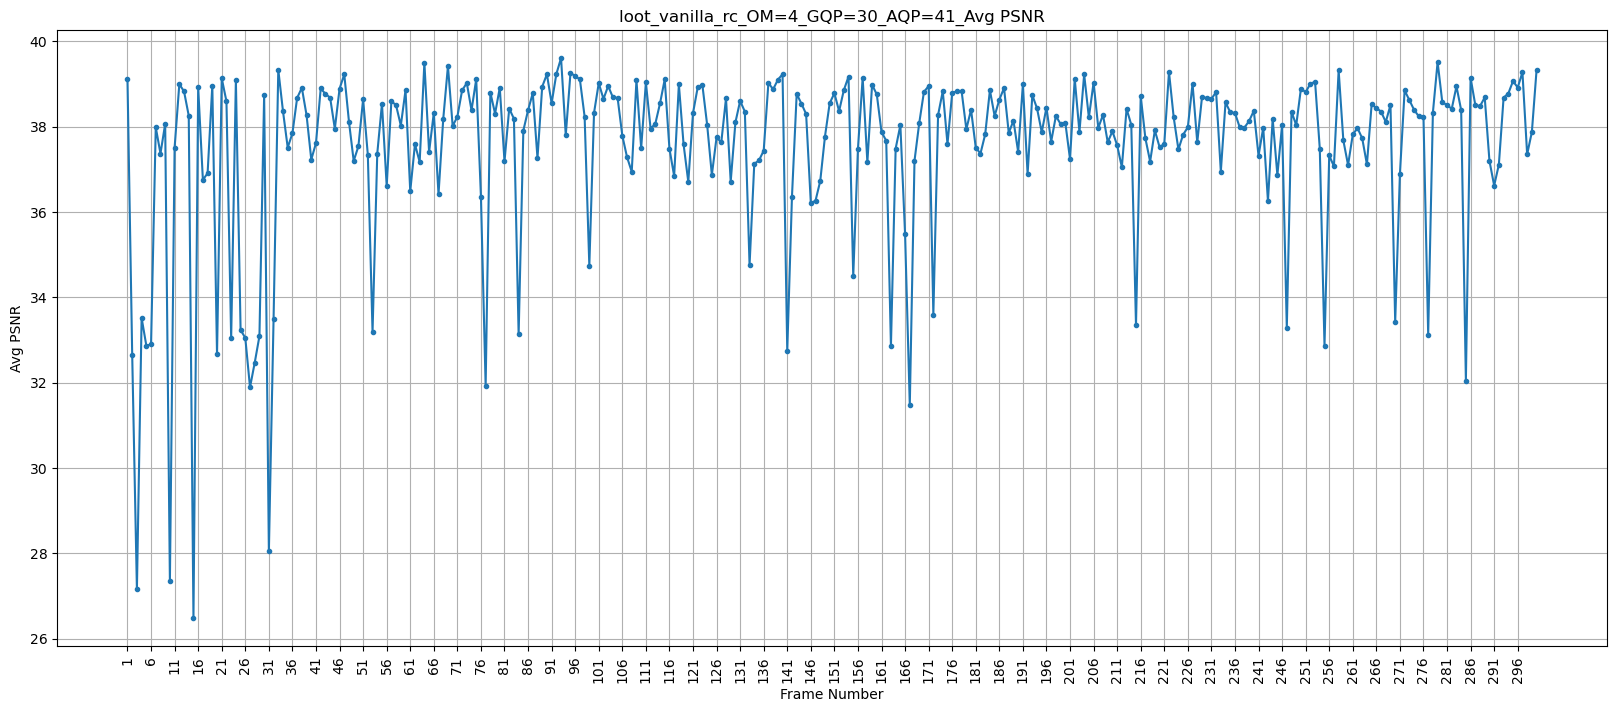 loot_vanilla_rc_OM=4_GQP=30_AQP=41_Avg PSNR
40
38
36
34
32
30
28
26
Avg PSNR
1 6 11 16 21 26 31 36 41 46 51 56 61 66 71 76 81 86 91 96 101 106 111 116 121 126 131 136 141 146 151 156 161 166 171 176 181 186 191 196 201 206 211 216 221 226 231 236 241 246 251 256 261 266 271 276 281 286 291 296
Frame Number